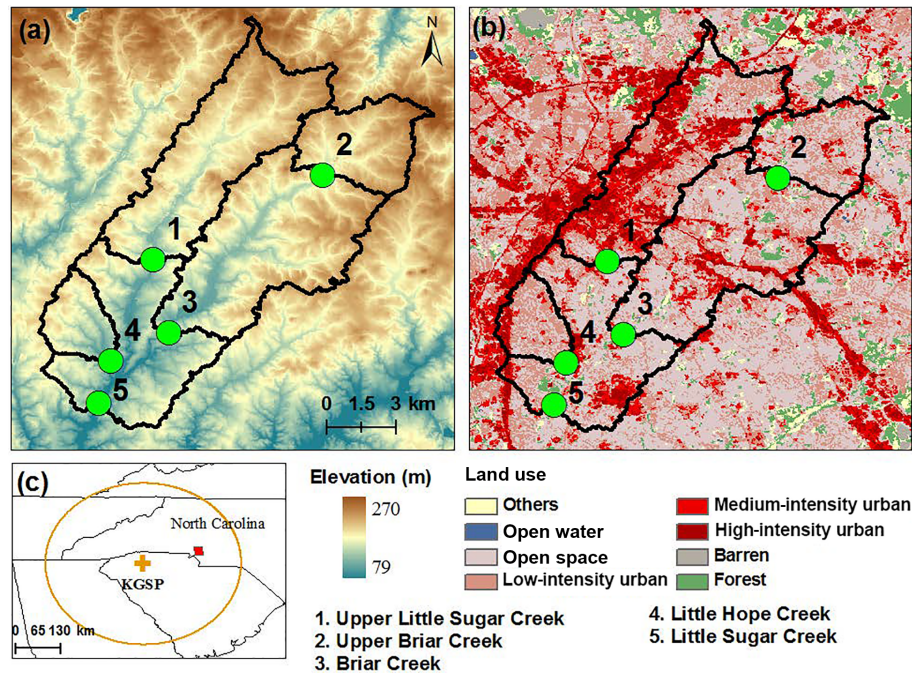 (a)
N
1
2
3
4
5
0 1.5 3 km
(b)
1
2
3
4
5
(c)
North Carolina
KGSP
0 65 130 km
Elevation (m)
270
79
Land use
Others
Open water
Open space
Low-intensity urban
Medium-intensity urban
High-intensity urban
Barren
Forest
1. Upper Little Sugar Creek
2. Upper Briar Creek
3. Briar Creek
4. Little Hope Creek
5. Little Sugar Creek